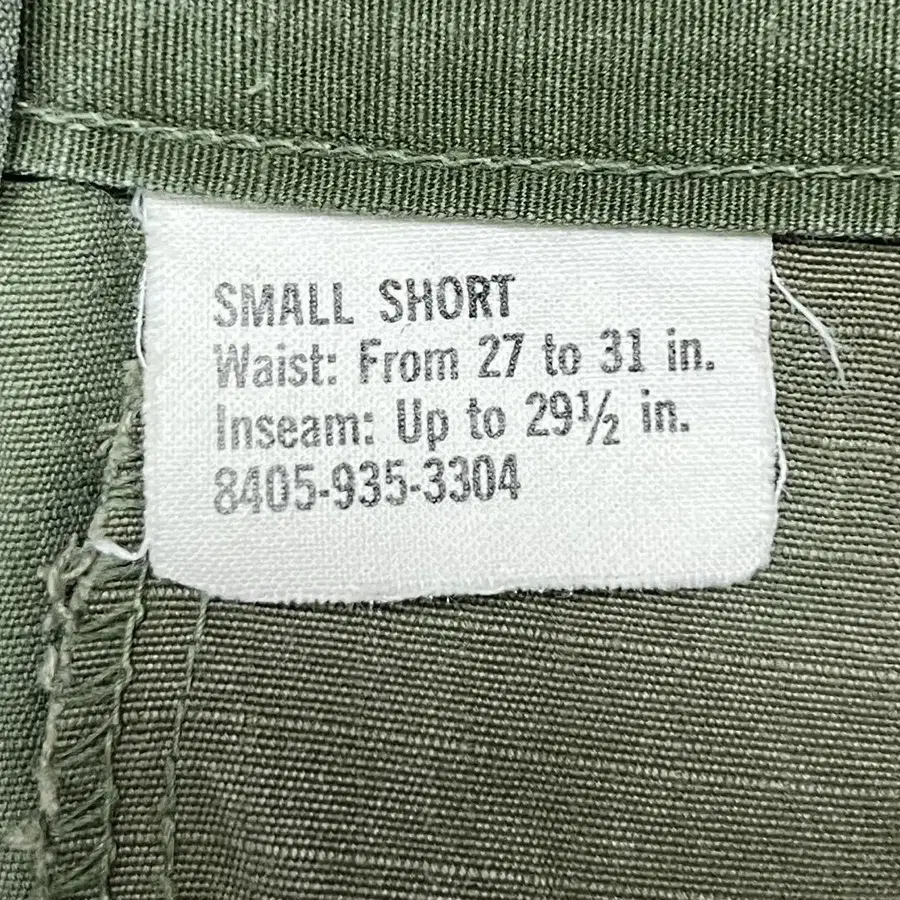 SMALL SHORT
Waist: From 27 to 31 in.
Inseam: Up to 29½ in.
8405-935-3304